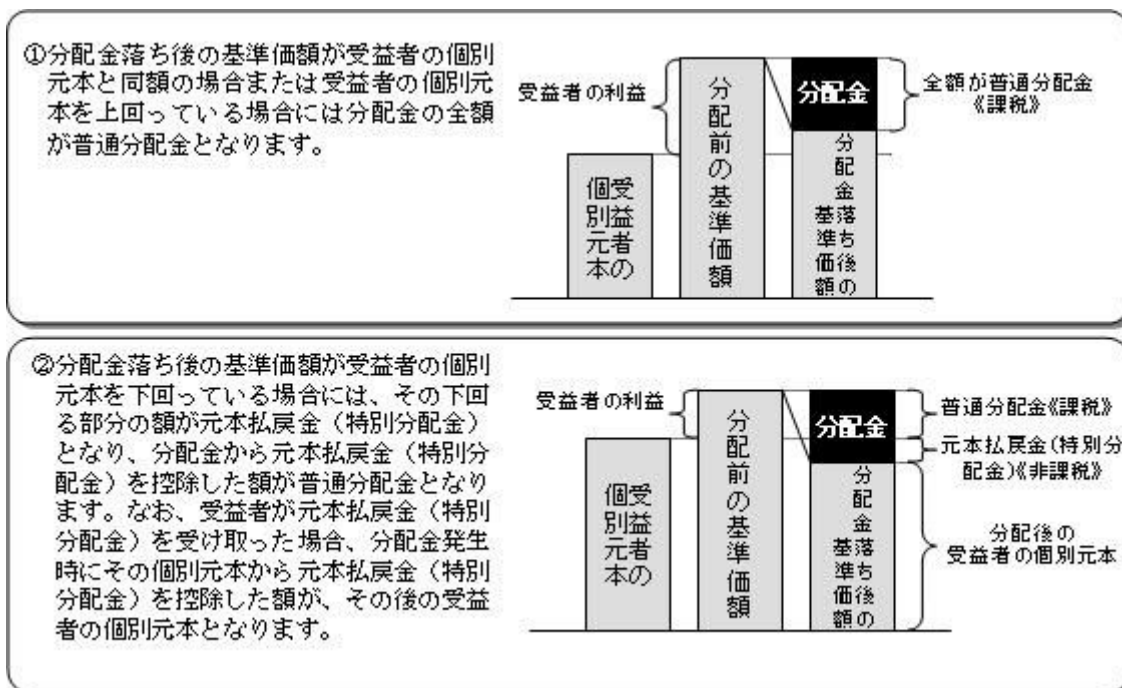 ①分配金落ち後の基準価額が受益者の個別
元本と同額の場合または受益者の個別元
本を上回っている場合には分配金の全額
が普通分配金となります。
受益者の利益
受益者の
個別元本
分配前の基準価額
分配金
分配金落ち後の
基準価額
全額が普通分配金
《課税》
②分配金落ち後の基準価額が受益者の個別
元本を下回っている場合には、その下回
る部分の額が元本払戻金（特別分配金）
となり、分配金から元本払戻金（特別分
配金）を控除した額が普通分配金となり
ます。なお、受益者が元本払戻金（特別
分配金）を受け取った場合、分配金発生
時にその個別元本から元本払戻金（特別
分配金）を控除した額が、その後の受益
者の個別元本となります。
受益者の利益
受益者の
個別元本
分配前の基準価額
分配金
分配金落ち後の
基準価額
普通分配金《課税》
元本払戻金(特別分
配金)《非課税》
分配後の
受益者の個別元本